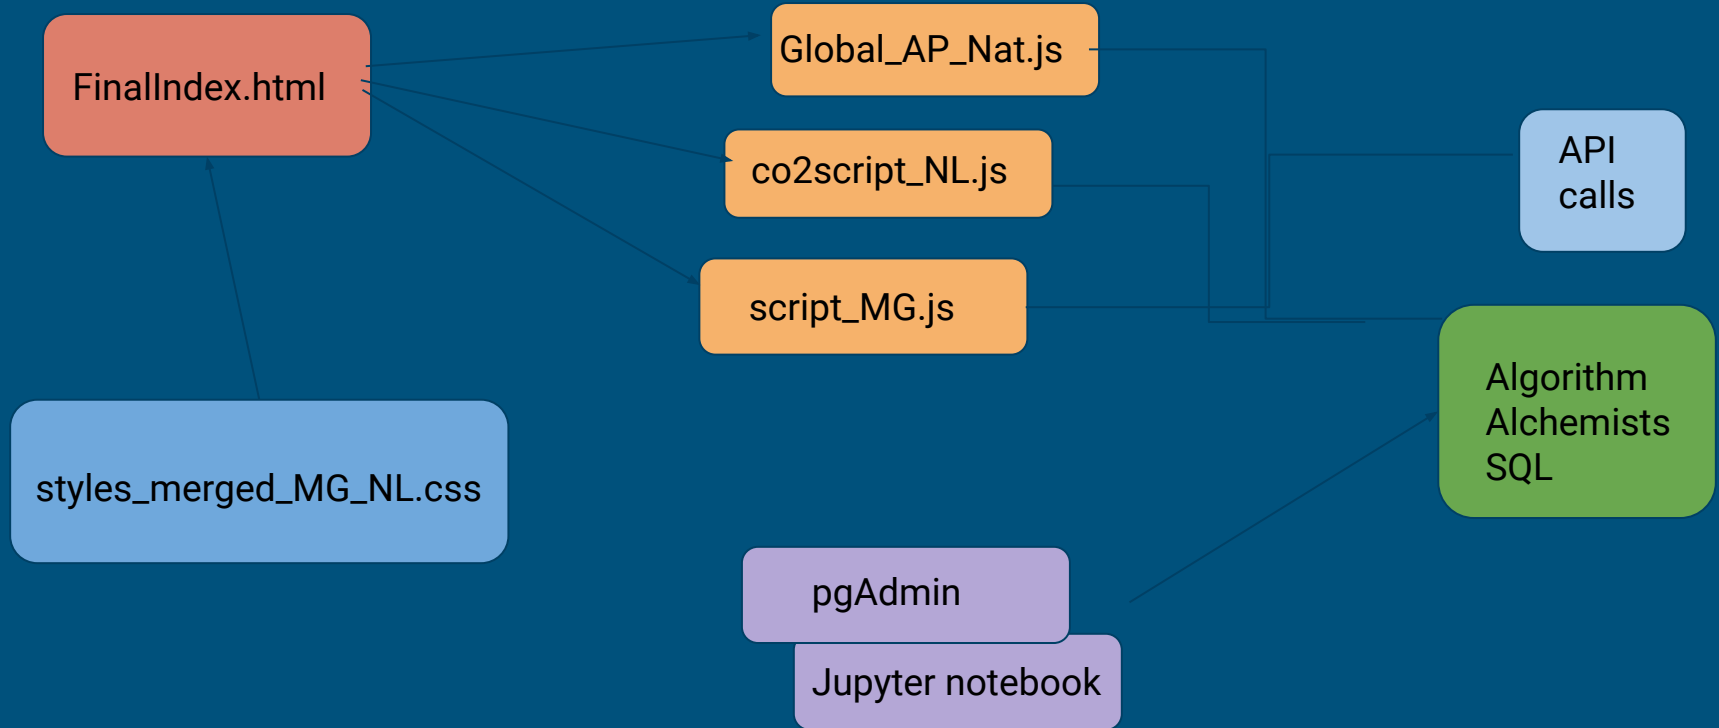 FinalIndex.html
Global_AP_Nat.js
co2script_NL.js
script_MG.js
API
calls
Algorithm
Alchemists
SQL
styles_merged_MG_NL.css
pgAdmin
Jupyter notebook